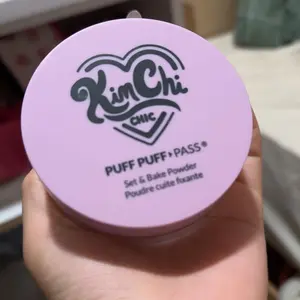 KimChi
CHIC
PUFF PUFF▸PASS®
Set & Bake Powder
Poudre cuite fixante